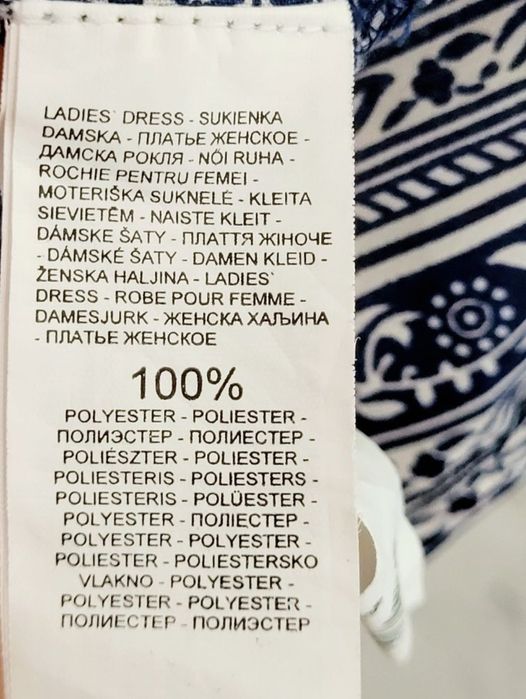 LADIES` DRESS - SUKIENKA
DAMSKA - ПЛАТЬЕ ЖЕНСКОЕ -
ДАМСКА РОКЛЯ - NŐI RUHA -
ROCHIE PENTRU FEMEI -
MOTERIŠKA SUKNELĖ - KLEITA
SIEVIETĒM - NAISTE KLEIT -
DÁMSKE ŠATY - ПЛАТТЯ ЖІНОЧЕ
- DÁMSKÉ ŠATY - DAMEN KLEID -
ŽENSKA HALJINA - LADIES`
DRESS - ROBE POUR FEMME -
DAMESJURK - ЖЕНСКА ХАЉИНА
- ПЛАТЬЕ ЖЕНСКОЕ
100%
POLYESTER - POLIESTER -
ПОЛИЭСТЕР - ПОЛИЕСТЕР -
POLIÉSZTER - POLIESTER -
POLIESTERIS - POLIESTERS -
POLIESTERIS - POLÜESTER -
POLYESTER - ПОЛІЕСТЕР -
POLYESTER - POLYESTER -
POLIESTER - POLIESTERSKO
VLAKNO - POLYESTER -
POLYESTER - POLYESTER -
ПОЛИЕСТЕР - ПОЛИЭСТЕР